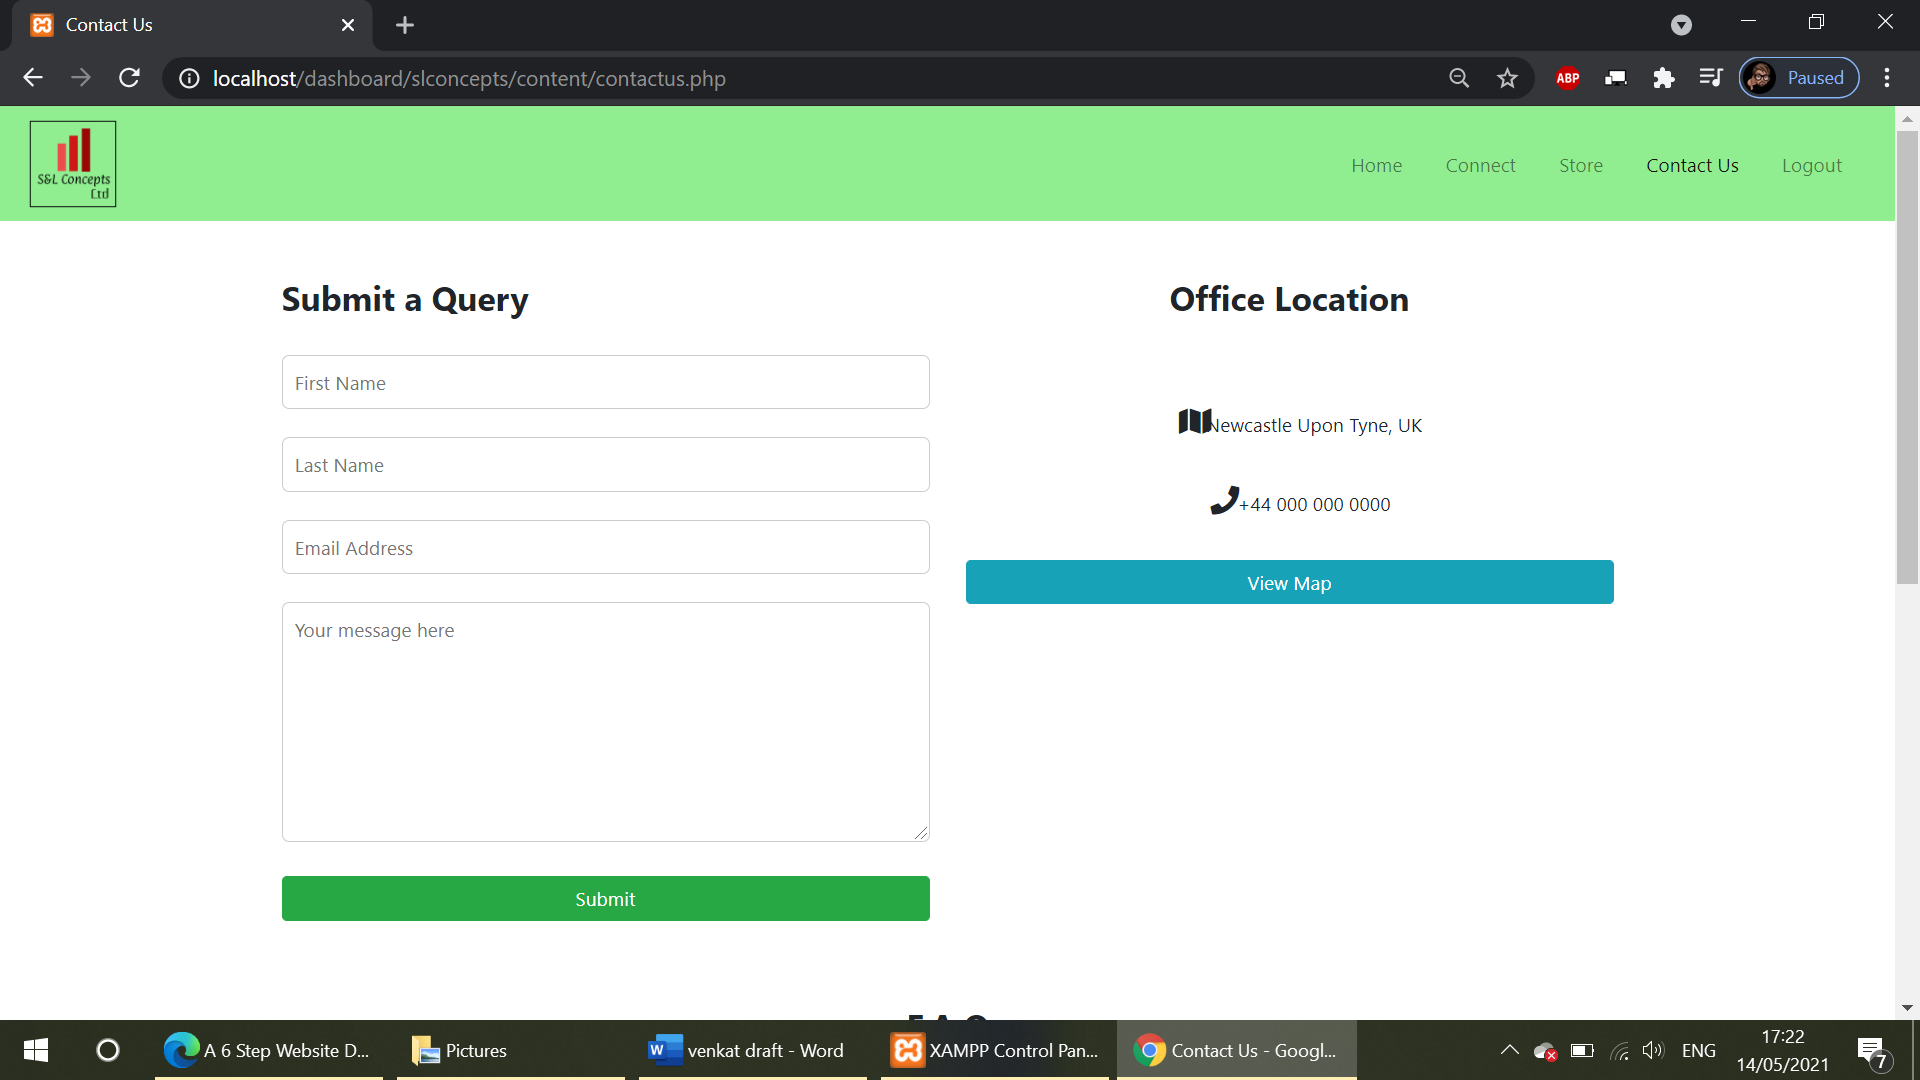 Contact Us
localhost/dashboard/slconcepts/content/contactus.php
ABP
Paused
S&L Concepts
Ltd
Home
Connect
Store
Contact Us
Logout
Submit a Query
First Name
Last Name
Email Address
Your message here
Submit
Office Location
Newcastle Upon Tyne, UK
+44 000 000 0000
View Map
F.A.Q
A 6 Step Website D...
Pictures
venkat draft - Word
XAMPP Control Pan...
Contact Us - Googl...
ENG
17:22
14/05/2021
7